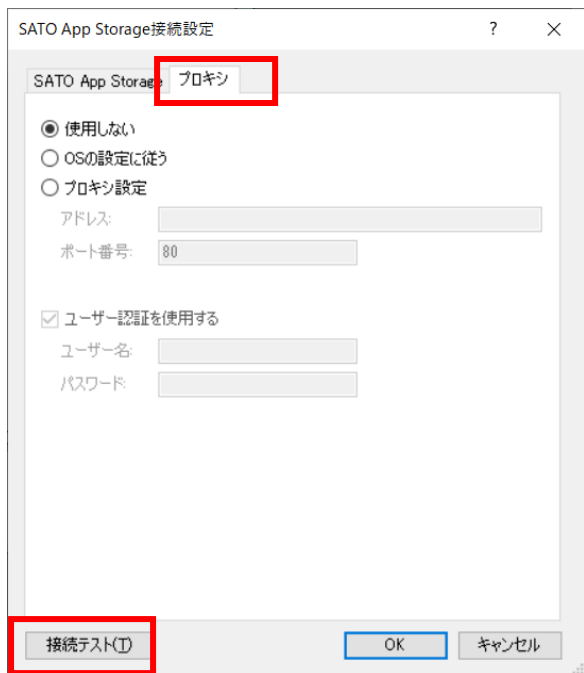 SATO App Storage接続設定
?
SATO App Storage プロキシ
使用しない
OSの設定に従う
プロキシ設定
アドレス:
ポート番号: 80
ユーザー認証を使用する
ユーザー名:
パスワード:
接続テスト(T) OK キャンセル